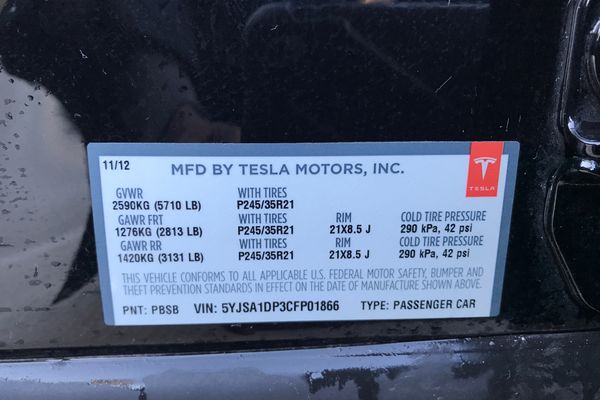 11/12 MFD BY TESLA MOTORS, INC.
TESLA
GVWR WITH TIRES
2590KG (5710 LB) P245/35R21
GAWR FRT WITH TIRES RIM COLD TIRE PRESSURE
1276KG (2813 LB) P245/35R21 21X8.5 J 290 kPa, 42 psi
GAWR RR WITH TIRES RIM COLD TIRE PRESSURE
1420KG (3131 LB) P245/35R21 21X8.5 J 290 kPa, 42 psi
THIS VEHICLE CONFORMS TO ALL APPLICABLE U.S. FEDERAL MOTOR SAFETY, BUMPER AND
THEFT PREVENTION STANDARDS IN EFFECT ON THE DATE OF MANUFACTURE SHOWN ABOVE.
PNT: PBSB VIN: 5YJSA1DP3CFP01866 TYPE: PASSENGER CAR